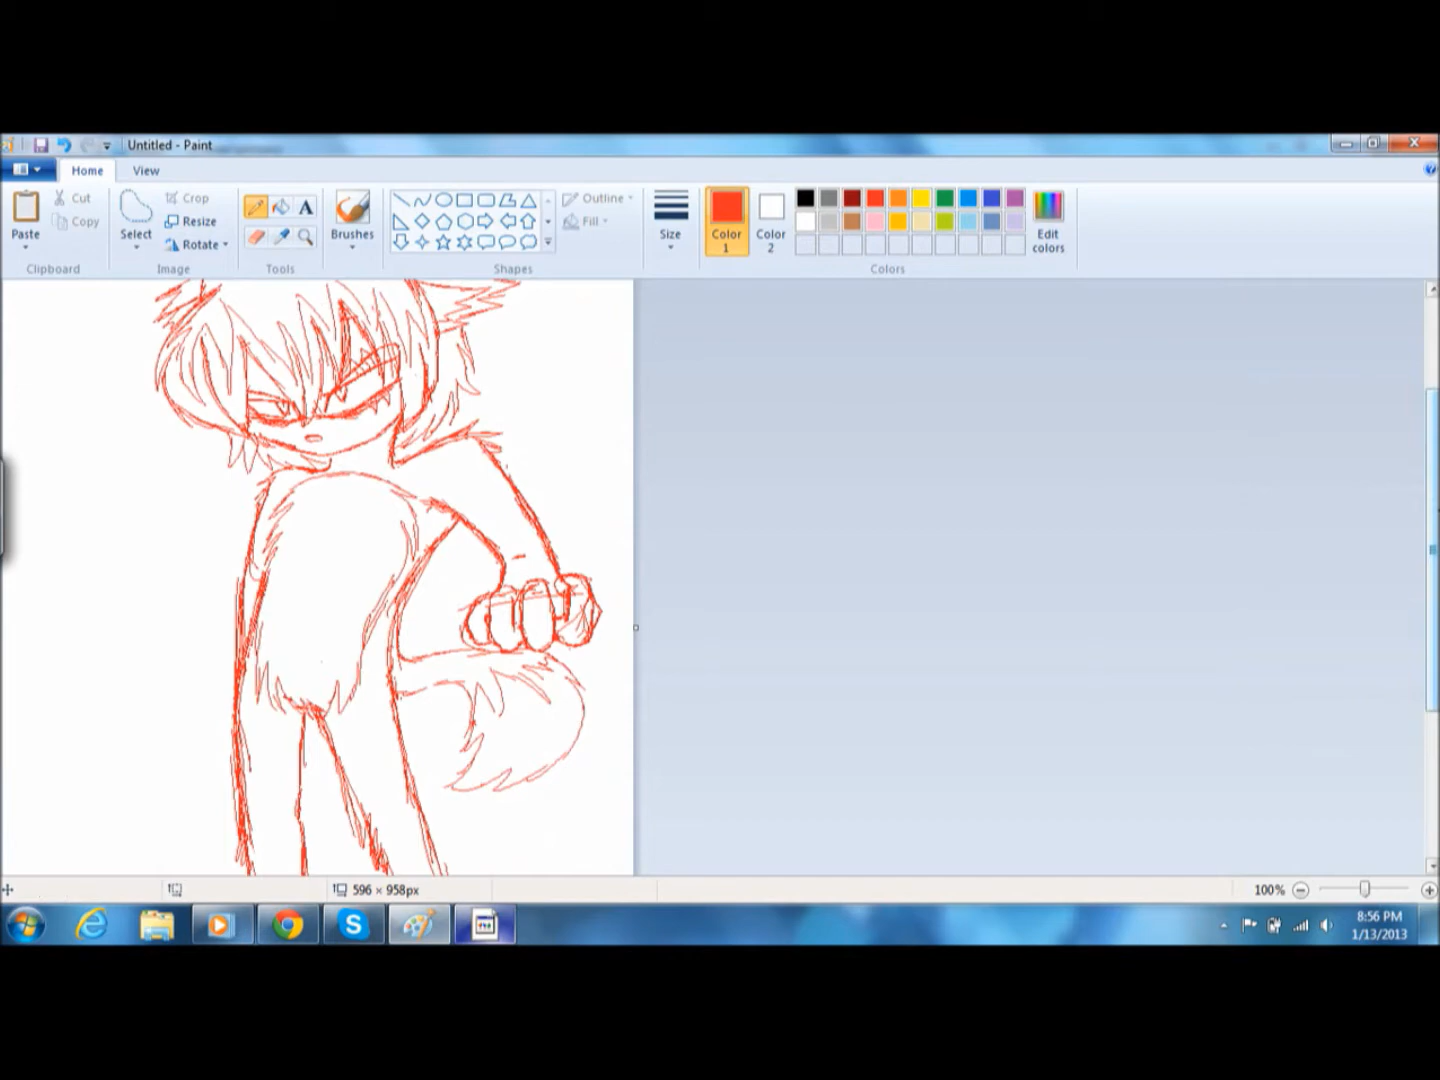 Untitled - Paint
Home View
Paste
Cut
Copy
Clipboard
Select
Crop
Resize
Rotate
Image
A
Tools
Brushes
Outline
Fill
Shapes
Size
Color 1
Color 2
Edit colors
Colors
596 × 958px
100%
8:56 PM
1/13/2013